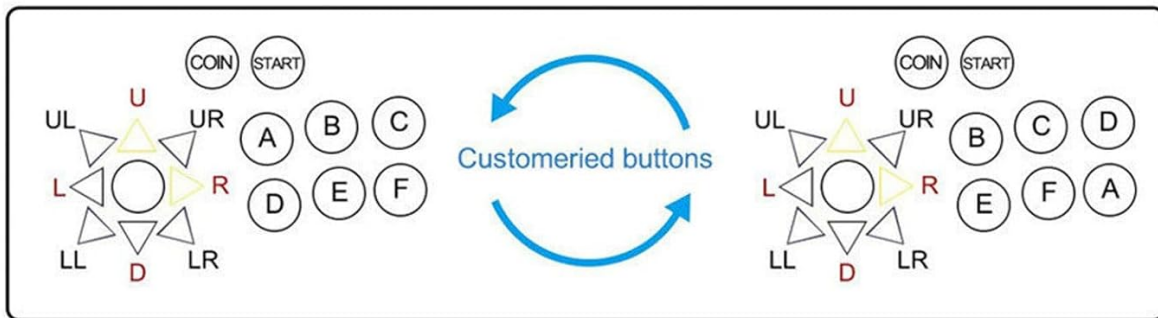 COIN START
U
UL UR
A B C
L R
D E F
LL LR
D
Customeried buttons
COIN START
U
UL UR
B C D
L R
E F A
LL LR
D